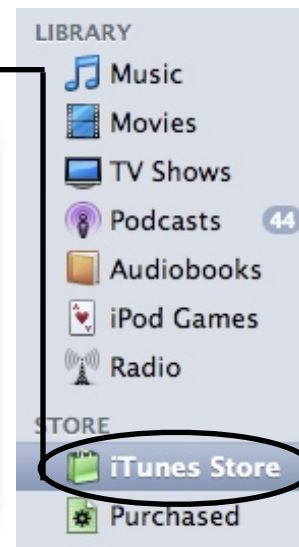 LIBRARY
Music
Movies
TV Shows
Podcasts 44
Audiobooks
iPod Games
Radio
STORE
iTunes Store
Purchased